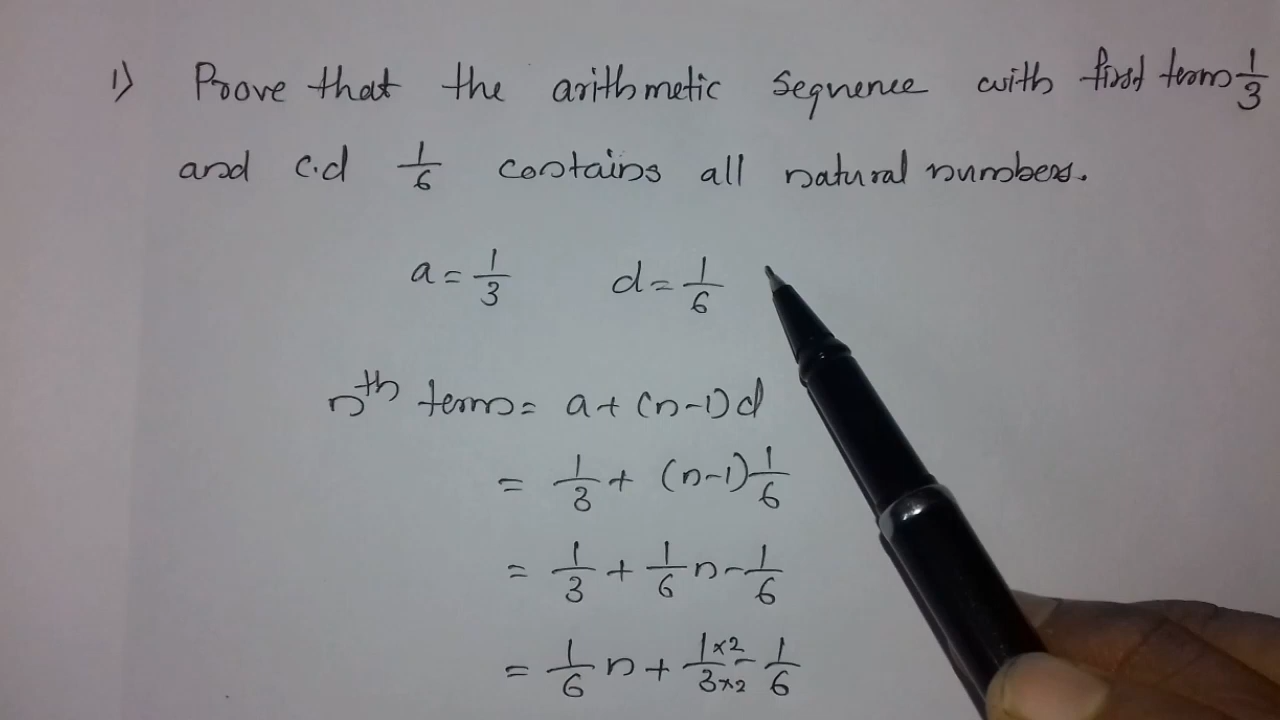 1) Prove that the arithmetic sequence with first term 1/3
and c.d 1/6 contains all natural numbers.
a = 1/3 d = 1/6
nth term = a + (n-1) d
= 1/3 + (n-1) 1/6
= 1/3 + 1/6 n - 1/6
= 1/6 n + 1×2/3×2 - 1/6